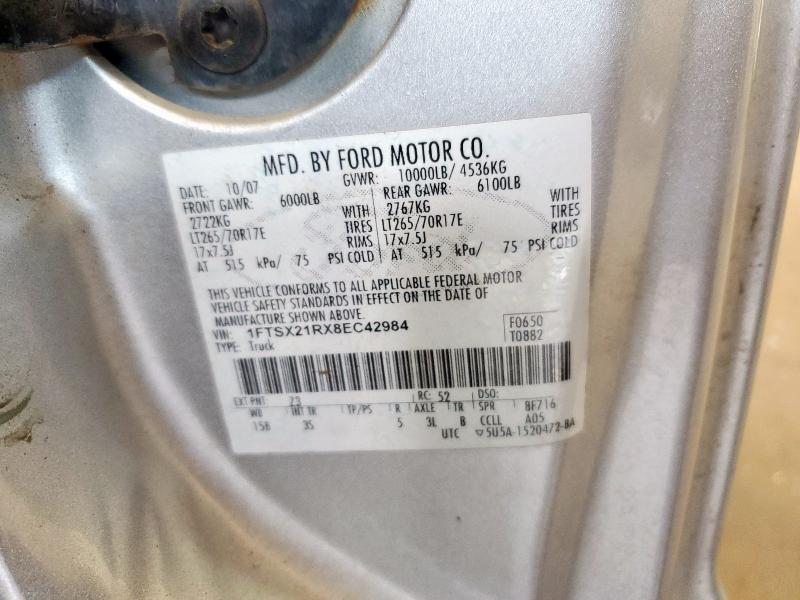 MFD. BY FORD MOTOR CO.
DATE: 10/07 GVWR: 10000LB/ 4536KG
FRONT GAWR: 6000LB REAR GAWR: 6100LB
2722KG WITH 2767KG WITH
LT265/70R17E TIRES LT265/70R17E TIRES
17x7.5J RIMS 17x7.5J RIMS
AT 515 kPa/ 75 PSI COLD AT 515 kPa/ 75 PSI COLD
THIS VEHICLE CONFORMS TO ALL APPLICABLE FEDERAL MOTOR
VEHICLE SAFETY STANDARDS IN EFFECT ON THE DATE OF
MANUFACTURE SHOWN ABOVE.
VIN: 1FTSX21RX8EC42984 F0650
TYPE: Truck T0882
EXT PNT: Z3 RC: 52 DSO:
WB INT TR TP/PS R AXLE TR SPR 8F716
158 3S 5 3L B CCLL A05
UTC ▽5U5A-1520472-BA